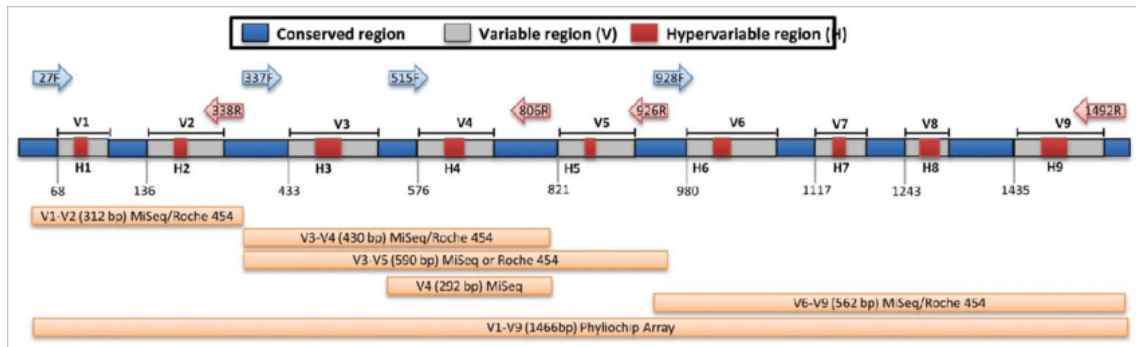 Conserved region Variable region (V) Hypervariable region (H)
27F 337F 515F 928F
338R 806R 926R 1492R
V1 V2 V3 V4 V5 V6 V7 V8 V9
H1 H2 H3 H4 H5 H6 H7 H8 H9
68 136 433 576 821 980 1117 1243 1435
V1-V2 (312 bp) MiSeq/Roche 454
V3-V4 (430 bp) MiSeq/Roche 454
V3-V5 (590 bp) MiSeq or Roche 454
V4 (292 bp) MiSeq
V6-V9 (562 bp) MiSeq/Roche 454
V1-V9 (1466bp) Phyliochip Array